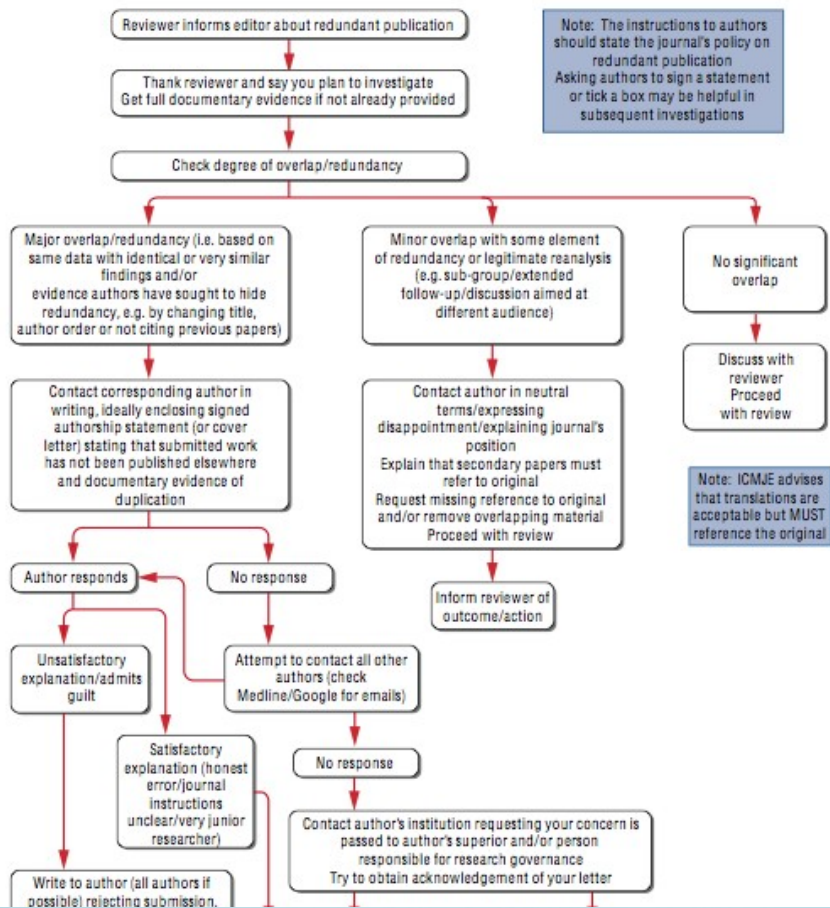 Reviewer informs editor about redundant publication
Note: The instructions to authors
should state the journal's policy on
redundant publication
Asking authors to sign a statement
or tick a box may be helpful in
subsequent investigations
Thank reviewer and say you plan to investigate
Get full documentary evidence if not already provided
Check degree of overlap/redundancy
Major overlap/redundancy (i.e. based on
same data with identical or very similar
findings and/or
evidence authors have sought to hide
redundancy, e.g. by changing title,
author order or not citing previous papers)
Minor overlap with some element
of redundancy or legitimate reanalysis
(e.g. sub-group/extended
follow-up/discussion aimed at
different audience)
No significant
overlap
Contact corresponding author in
writing, ideally enclosing signed
authorship statement (or cover
letter) stating that submitted work
has not been published elsewhere
and documentary evidence of
duplication
Contact author in neutral
terms/expressing
disappointment/explaining journal's
position
Explain that secondary papers must
refer to original
Request missing reference to original
and/or remove overlapping material
Proceed with review
Discuss with
reviewer
Proceed
with review
Note: ICMJE advises
that translations are
acceptable but MUST
reference the original
Author responds
No response
Inform reviewer of
outcome/action
Unsatisfactory
explanation/admits
guilt
Attempt to contact all other
authors (check
Medline/Google for emails)
Satisfactory
explanation (honest
error/journal
instructions
unclear/very junior
researcher)
No response
Contact author's institution requesting your concern is
passed to author's superior and/or person
responsible for research governance
Try to obtain acknowledgement of your letter
Write to author (all authors if
possible) rejecting submission,